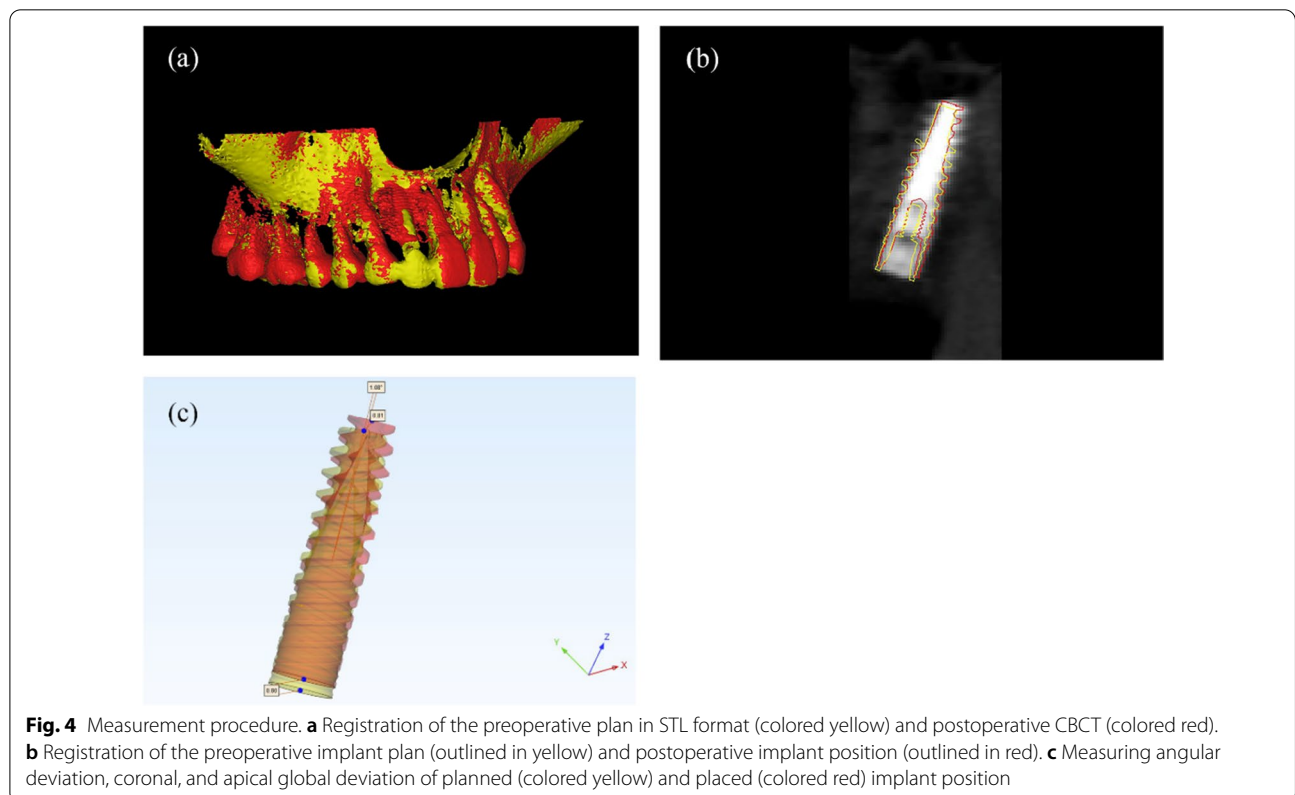 (a)
(b)
(c)
0.81
0.80
Y
Z
X
Fig. 4 Measurement procedure. a Registration of the preoperative plan in STL format (colored yellow) and postoperative CBCT (colored red).
b Registration of the preoperative implant plan (outlined in yellow) and postoperative implant position (outlined in red). c Measuring angular
deviation, coronal, and apical global deviation of planned (colored yellow) and placed (colored red) implant position